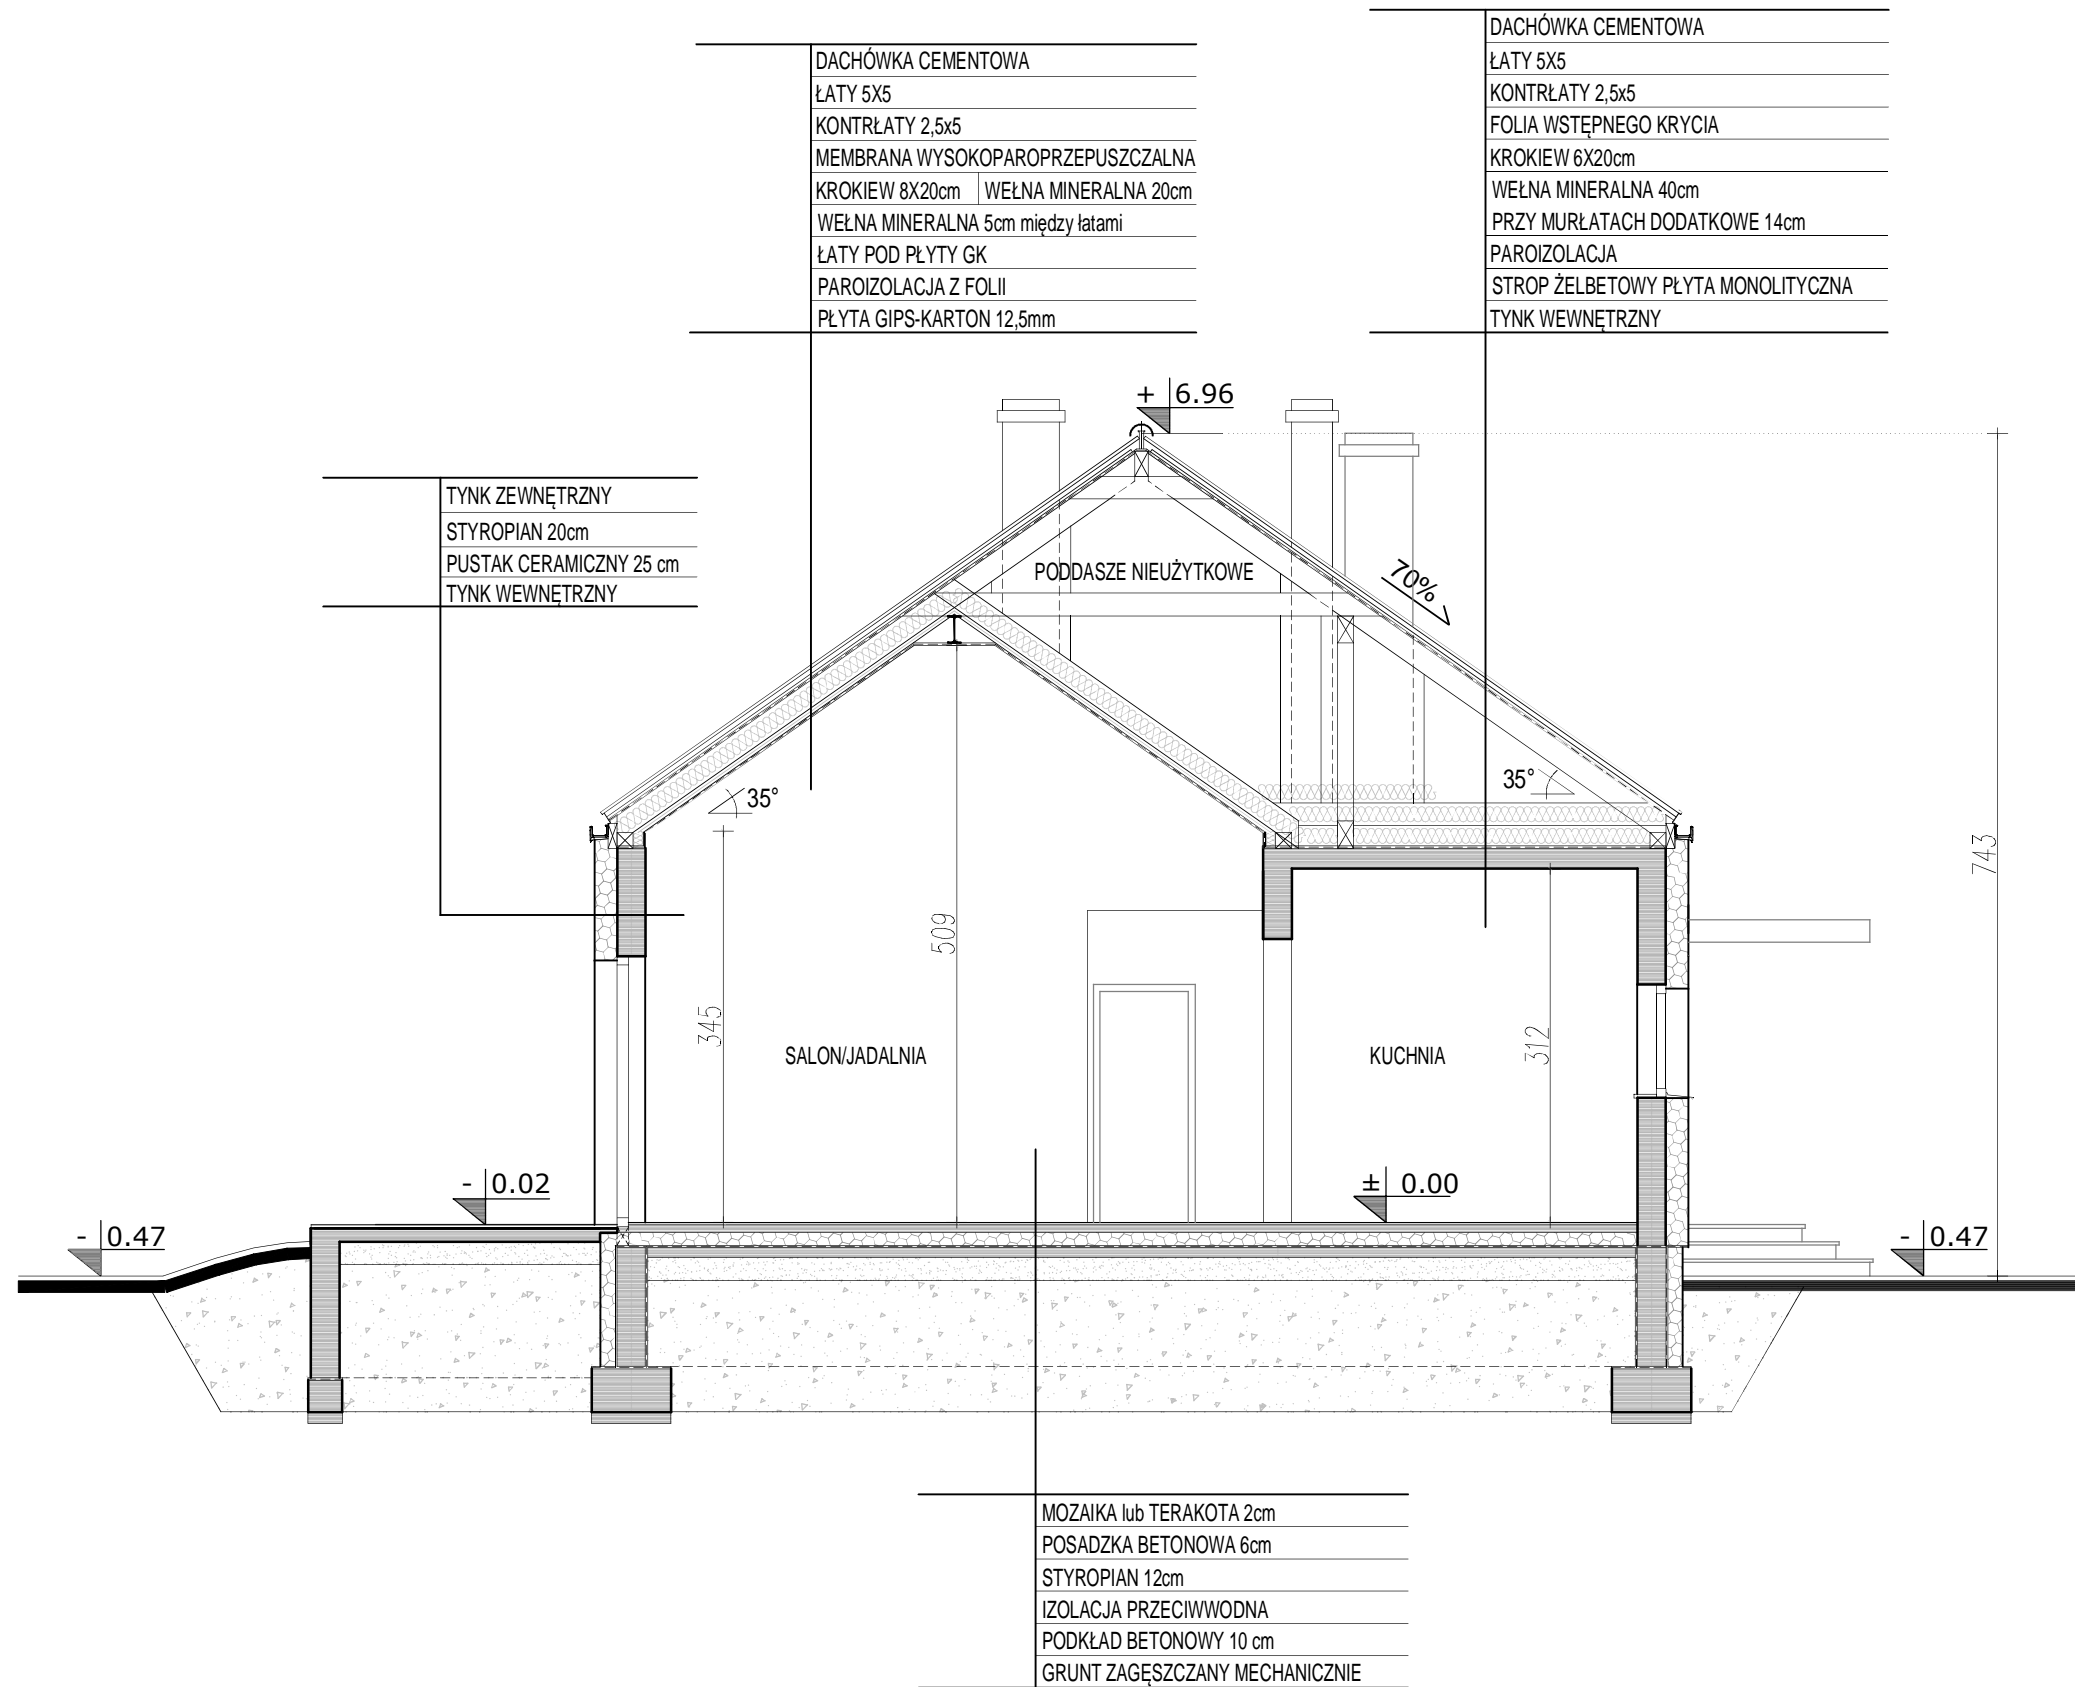 DACHÓWKA CEMENTOWA
ŁATY 5X5
KONTRŁATY 2,5x5
MEMBRANA WYSOKOPAROPRZEPUSZCZALNA
KROKIEW 8X20cm WEŁNA MINERALNA 20cm
WEŁNA MINERALNA 5cm między łatami
ŁATY POD PŁYTY GK
PAROIZOLACJA Z FOLII
PŁYTA GIPS-KARTON 12,5mm
DACHÓWKA CEMENTOWA
ŁATY 5X5
KONTRŁATY 2,5x5
FOLIA WSTĘPNEGO KRYCIA
KROKIEW 6X20cm
WEŁNA MINERALNA 40cm
PRZY MURŁATACH DODATKOWE 14cm
PAROIZOLACJA
STROP ŻELBETOWY PŁYTA MONOLITYCZNA
TYNK WEWNĘTRZNY
+ 6.96
TYNK ZEWNĘTRZNY
STYROPIAN 20cm
PUSTAK CERAMICZNY 25 cm
TYNK WEWNĘTRZNY
PODDASZE NIEUŻYTKOWE
70%
35°
35°
743
509
345
312
SALON/JADALNIA
KUCHNIA
- 0.02
± 0.00
- 0.47
- 0.47
MOZAIKA lub TERAKOTA 2cm
POSADZKA BETONOWA 6cm
STYROPIAN 12cm
IZOLACJA PRZECIWWODNA
PODKŁAD BETONOWY 10 cm
GRUNT ZAGĘSZCZANY MECHANICZNIE